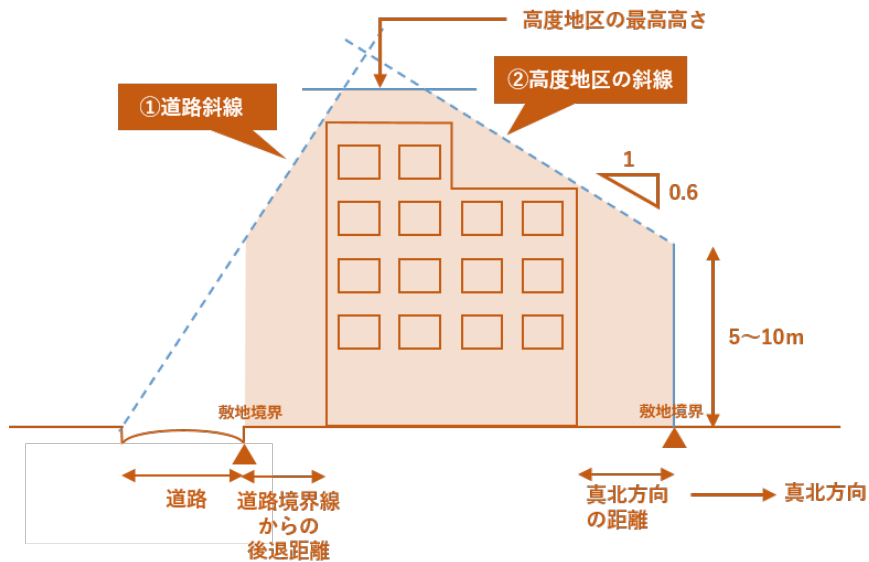 高度地区の最高高さ
①道路斜線
②高度地区の斜線
1
0.6
5～10m
敷地境界
敷地境界
道路
道路境界線
からの
後退距離
真北方向
の距離
真北方向